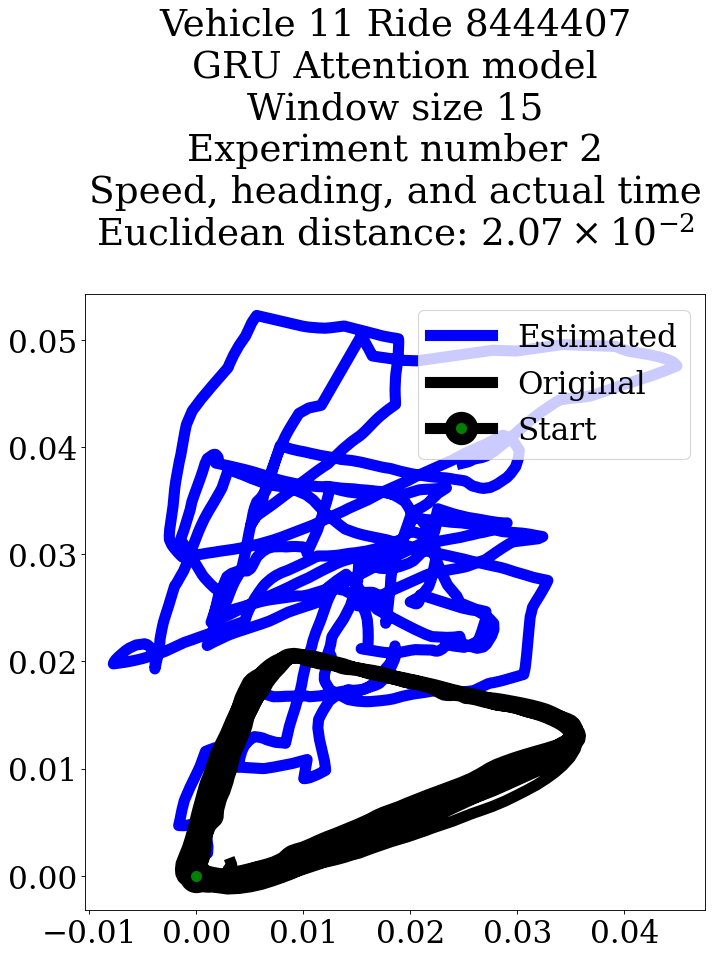 Vehicle 11 Ride 8444407
GRU Attention model
Window size 15
Experiment number 2
Speed, heading, and actual time
Euclidean distance: 2.07 × 10⁻²
Estimated
Original
Start
0.05
0.04
0.03
0.02
0.01
0.00
−0.01 0.00 0.01 0.02 0.03 0.04